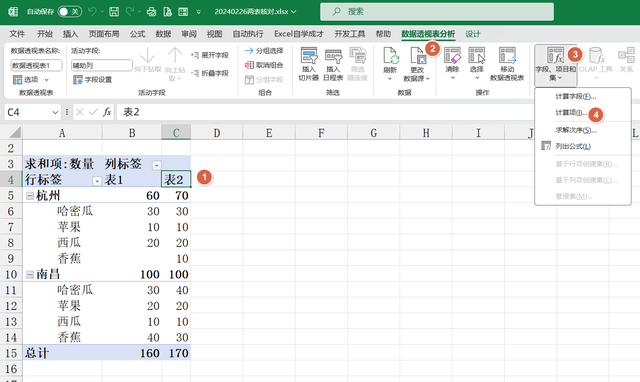 自动保存 关
20240226两表核对.xlsx
搜索
文件 开始 插入 页面布局 公式 数据 审阅 视图 自动执行 Excel自学成才 开发工具 帮助 数据透视表分析 设计
2
数据透视表名称:
数据透视表1
选项
数据透视表
活动字段:
辅助列
字段设置
向下钻取
向上钻取
展开字段
折叠字段
活动字段
分组选择
取消组合
分组字段
组合
插入切片器
插入日程表
筛选器连接
筛选
刷新
更改数据源
数据
清除
选择
移动数据透视表
操作
字段、项目和集
3
OLAP 工具
关系
计算字段(F)...
计算项(I)...
4
求解次序(S)...
列出公式(L)
基于行项创建集(R)...
基于列项创建集(C)...
管理集(M)...
C4 fx 表2
A B C D E F G H I J L
2
3 求和项:数量 列标签
4 行标签 表1 表2 1
5 杭州 60 70
6 哈密瓜 30 30
7 苹果 10 10
8 西瓜 20 20
9 香蕉 10
10 南昌 100 100
11 哈密瓜 30 40
12 苹果 20 20
13 西瓜 10 10
14 香蕉 40 30
15 总计 160 170
16